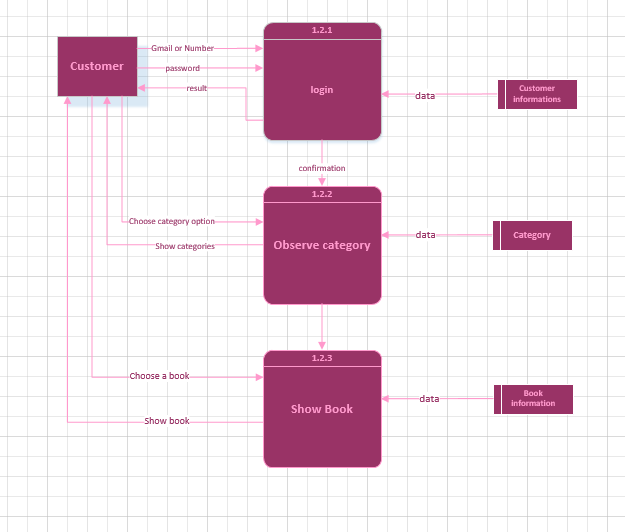 1.2.1
Customer
Gmail or Number
password
result
login
data
Customer
informations
confirmation
1.2.2
Choose category option
Show categories
Observe category
data
Category
1.2.3
Choose a book
Show book
Show Book
data
Book
information